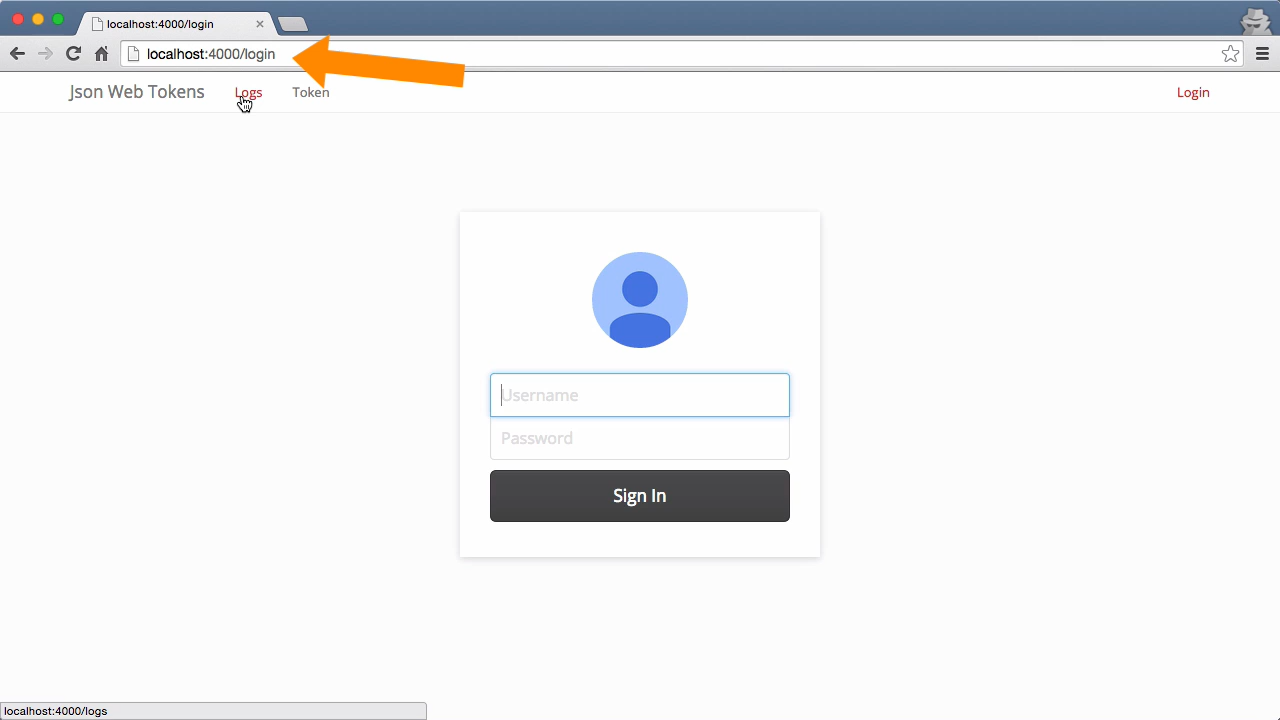 localhost:4000/login
localhost:4000/login
Json Web Tokens Logs Token Login
Username
Password
Sign In
localhost:4000/logs